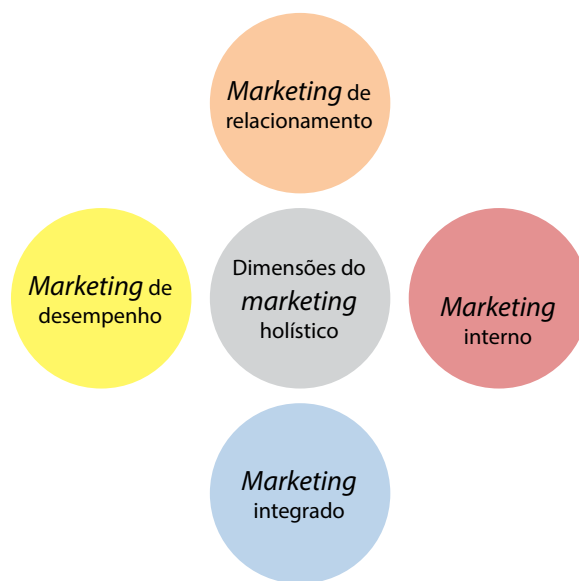 Marketing de
relacionamento
Marketing de
desempenho
Dimensões do
marketing
holístico
Marketing
interno
Marketing
integrado